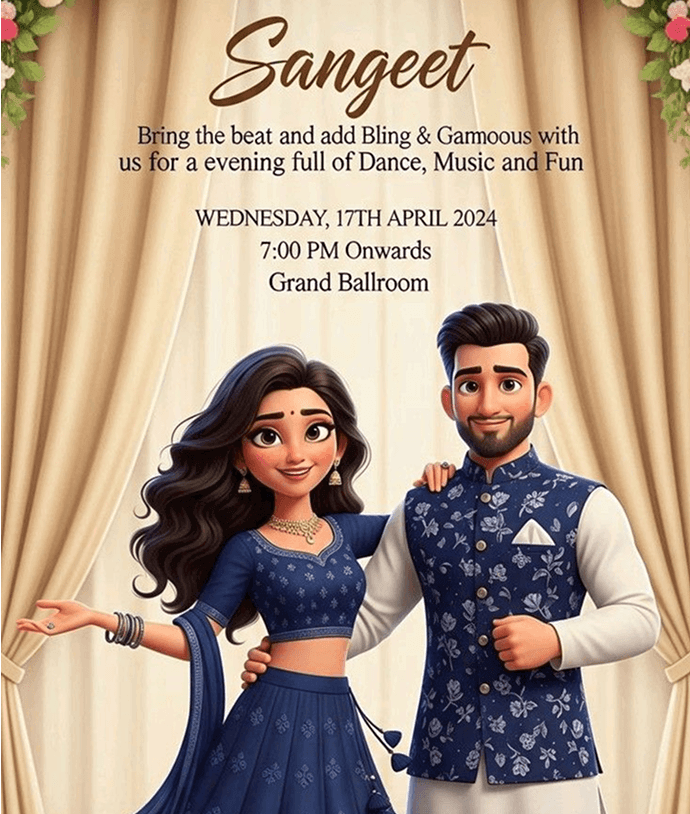 Sangeet
Bring the beat and add Bling & Gamoous with
us for a evening full of Dance, Music and Fun
WEDNESDAY, 17TH APRIL 2024
7:00 PM Onwards
Grand Ballroom